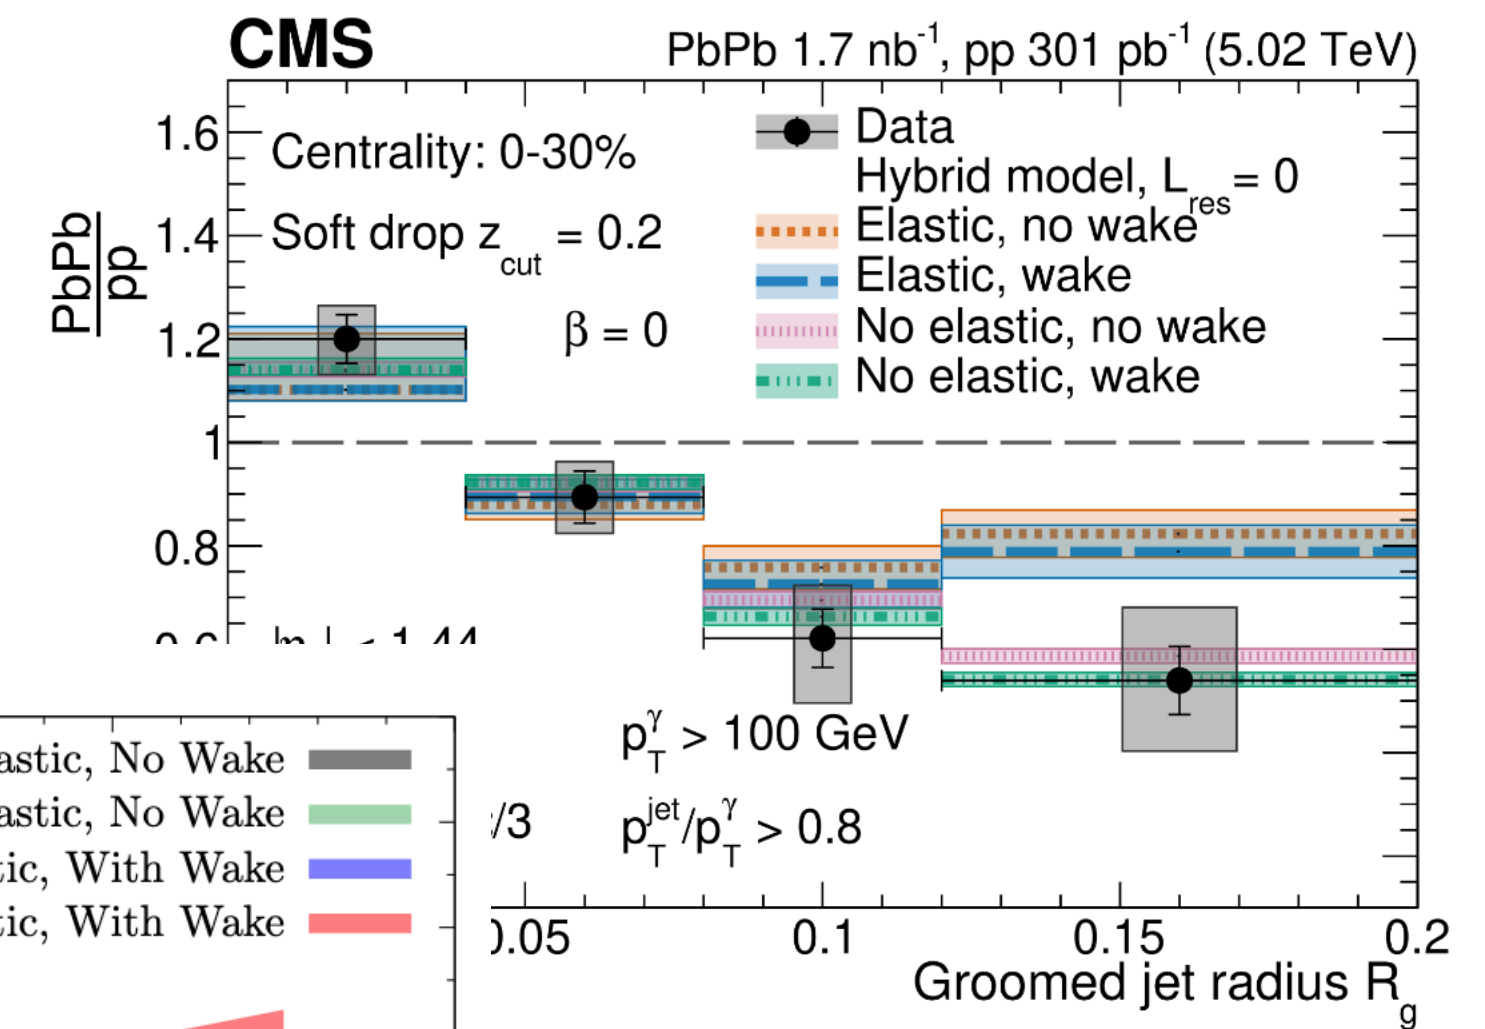 CMS
PbPb 1.7 nb-1, pp 301 pb-1 (5.02 TeV)
PbPb
pp
1.6
1.4
1.2
1
0.8
Centrality: 0-30%
Soft drop zcut = 0.2
β = 0
Data
Hybrid model, Lres = 0
Elastic, no wake
Elastic, wake
No elastic, no wake
No elastic, wake
< 1.44
pTγ > 100 GeV
pTjet/pTγ > 0.8
/3
astic, No Wake
astic, No Wake
tic, With Wake
tic, With Wake
0.05
0.1
0.15
0.2
Groomed jet radius Rg